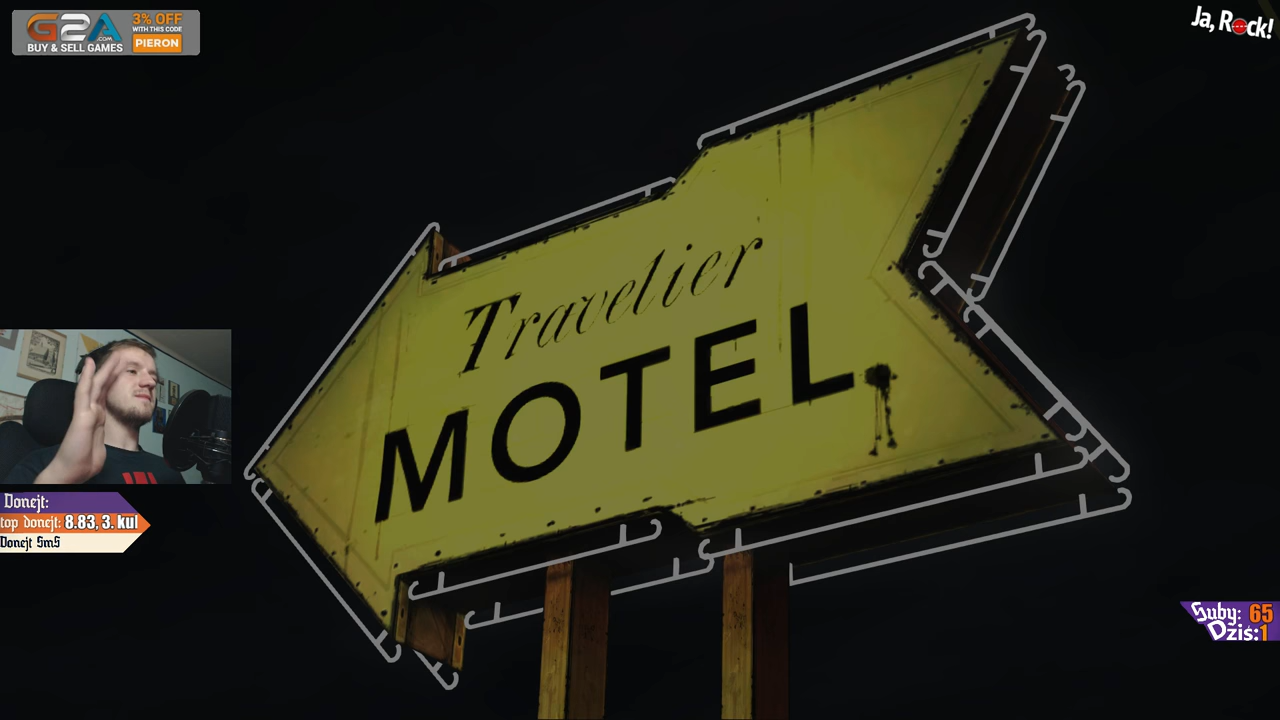 G2A
.COM
BUY & SELL GAMES
3% OFF
WITH THIS CODE
PIERON
Ja, Rock!
Travelier
MOTEL
Donejt:
top donejt: 8.83, 3. kul
Donejt SmS
Suby: 65
Dziś:1